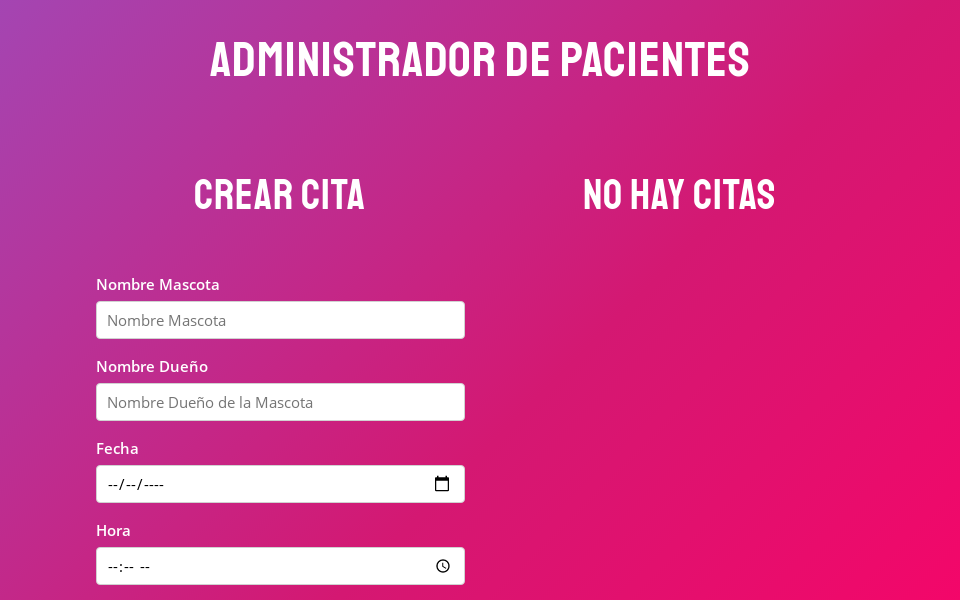 ADMINISTRADOR DE PACIENTES
CREAR CITA
NO HAY CITAS
Nombre Mascota
Nombre Mascota
Nombre Dueño
Nombre Dueño de la Mascota
Fecha
--/--/----
Hora
--:-- --